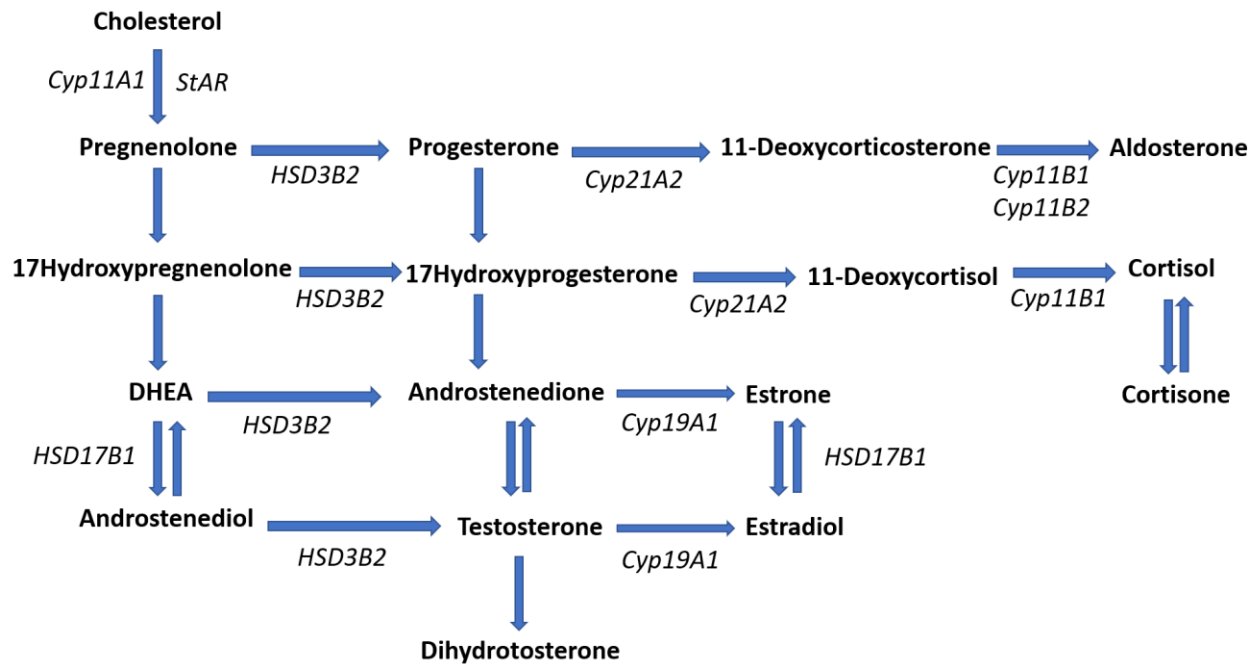 Cholesterol
Cyp11A1 StAR
Pregnenolone Progesterone 11-Deoxycorticosterone Aldosterone
HSD3B2 Cyp21A2 Cyp11B1
Cyp11B2
17Hydroxypregnenolone 17Hydroxyprogesterone 11-Deoxycortisol Cortisol
HSD3B2 Cyp21A2 Cyp11B1
DHEA Androstenedione Estrone Cortisone
HSD3B2 Cyp19A1
HSD17B1 HSD17B1
Androstenediol Testosterone Estradiol
HSD3B2 Cyp19A1
Dihydrotosterone